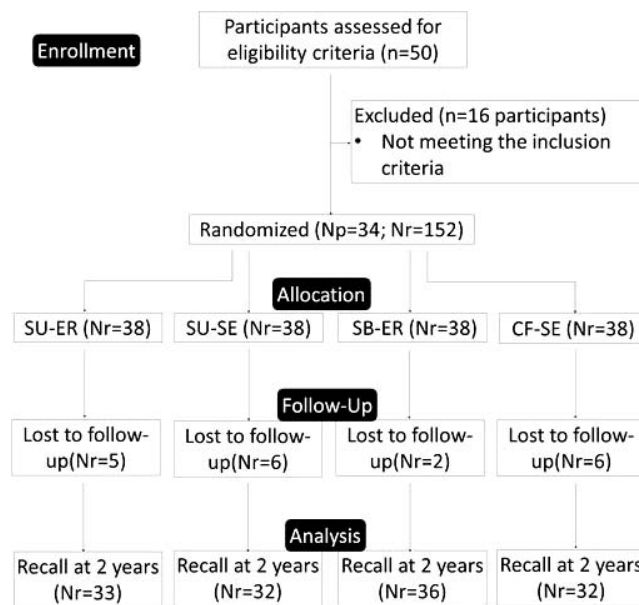 Participants assessed for
eligibility criteria (n=50)
Enrollment
Excluded (n=16 participants)
• Not meeting the inclusion
criteria
Randomized (Np=34; Nr=152)
Allocation
SU-ER (Nr=38)
SU-SE (Nr=38)
SB-ER (Nr=38)
CF-SE (Nr=38)
Follow-Up
Lost to follow-
up(Nr=5)
Lost to follow-
up(Nr=6)
Lost to follow-
up(Nr=2)
Lost to follow-
up(Nr=6)
Analysis
Recall at 2 years
(Nr=33)
Recall at 2 years
(Nr=32)
Recall at 2 years
(Nr=36)
Recall at 2 years
(Nr=32)